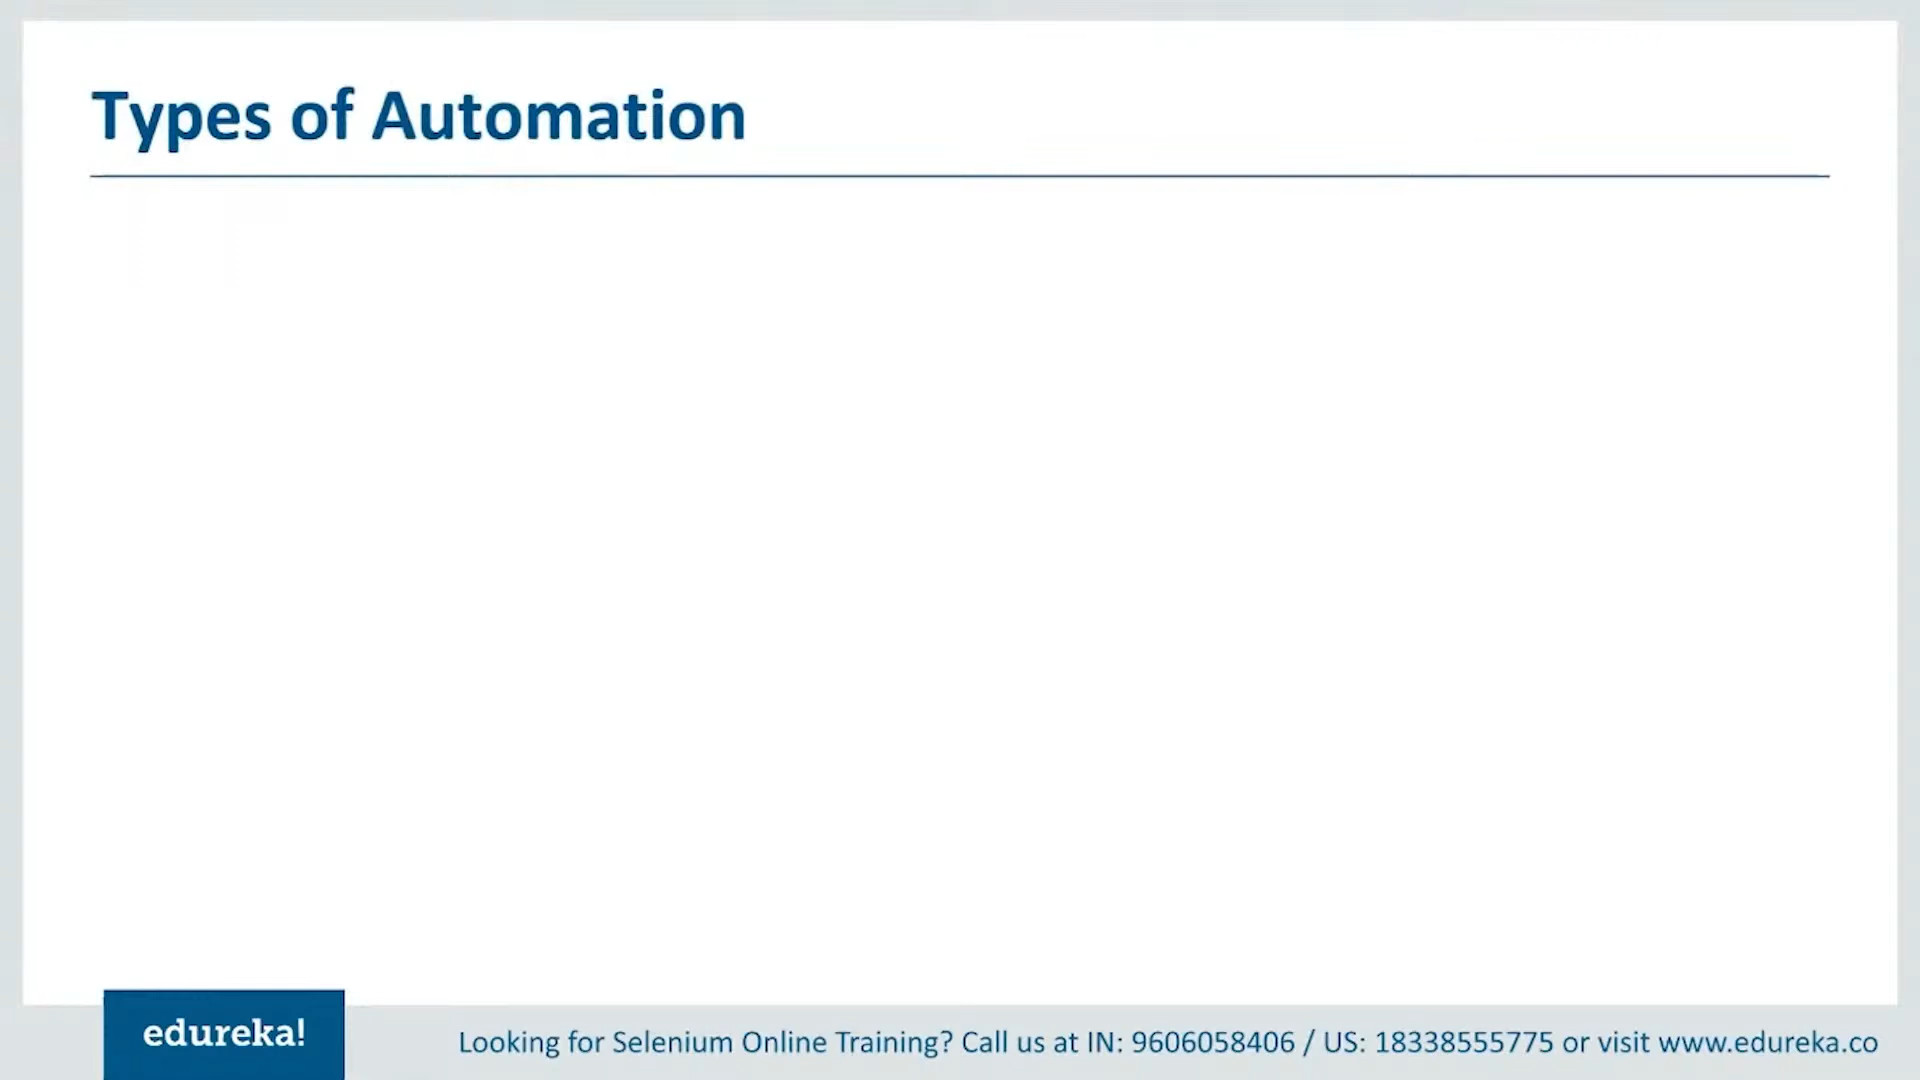 Types of Automation
edureka!
Looking for Selenium Online Training? Call us at IN: 9606058406 / US: 18338555775 or visit www.edureka.co